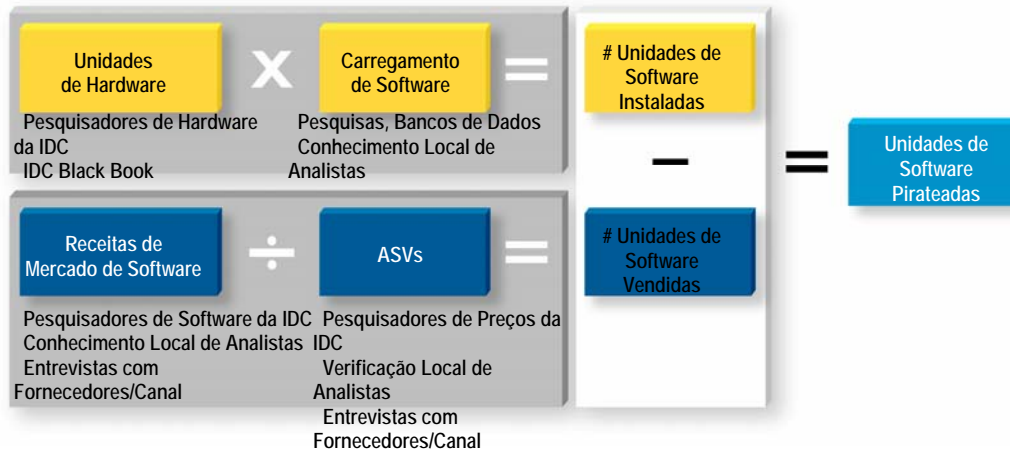 Unidades
de Hardware
X
Carregamento
de Software
=
# Unidades de
Software
Instaladas
Pesquisadores de Hardware
da IDC
IDC Black Book
Pesquisas, Bancos de Dados
Conhecimento Local de
Analistas
−
=
Unidades de
Software
Pirateadas
Receitas de
Mercado de Software
÷
ASVs
=
# Unidades de
Software
Vendidas
Pesquisadores de Software da IDC
Conhecimento Local de Analistas
Entrevistas com
Fornecedores/Canal
Pesquisadores de Preços da
IDC
Verificação Local de
Analistas
Entrevistas com
Fornecedores/Canal